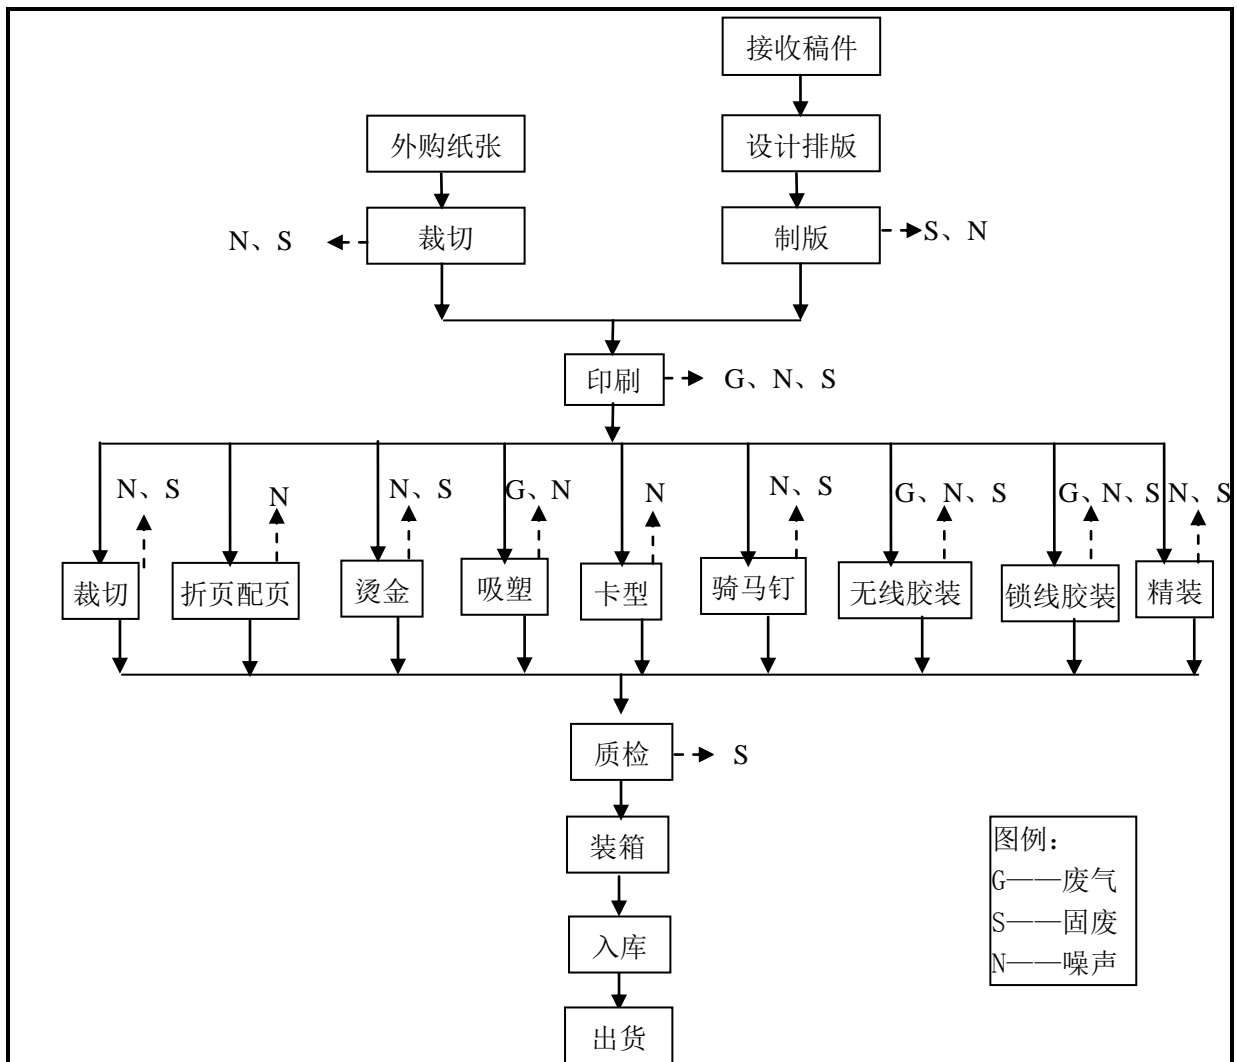 接收稿件
外购纸张
设计排版
N、S
裁切
制版
S、N
印刷
G、N、S
N、S
N
N、S
G、N
N
N、S
G、N、S
G、N、S
N、S
裁切
折页配页
烫金
吸塑
卡型
骑马钉
无线胶装
锁线胶装
精装
质检
S
装箱
入库
出货
图例：
G——废气
S——固废
N——噪声